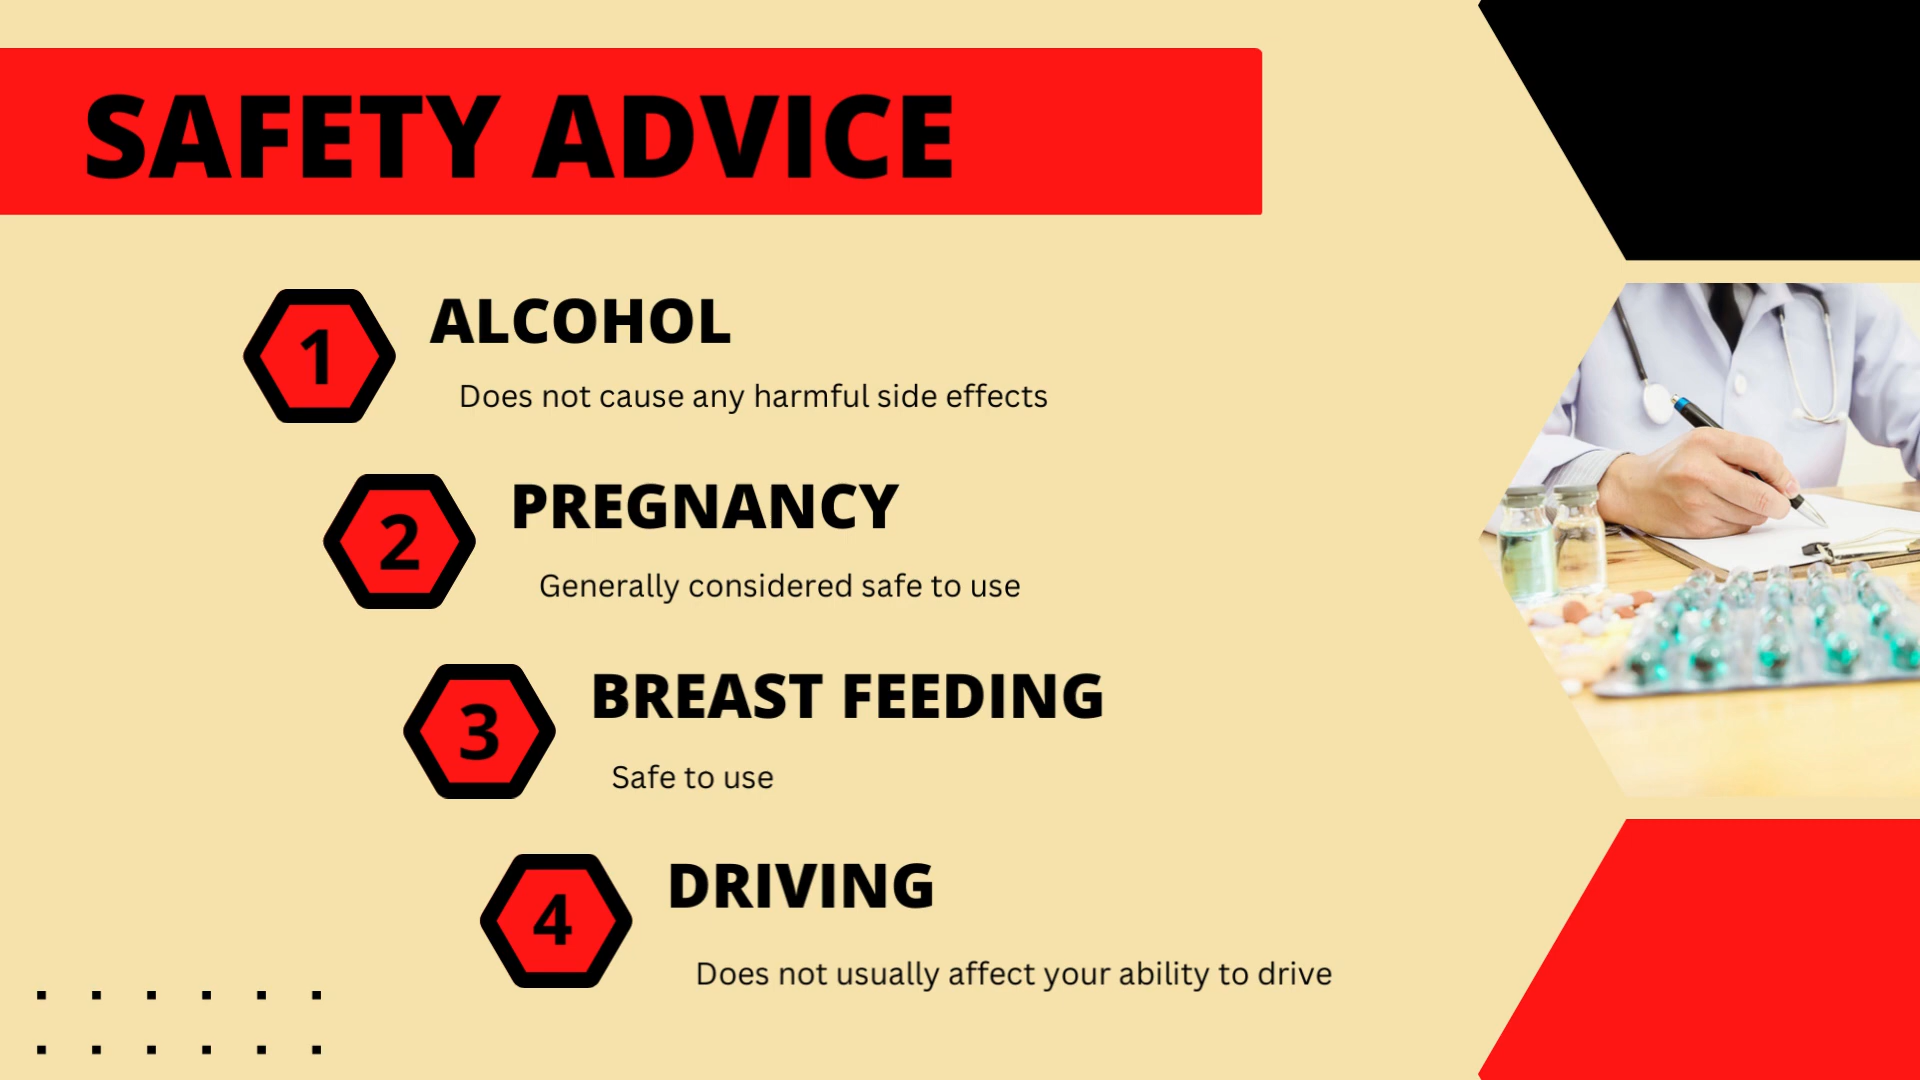 SAFETY ADVICE
1
ALCOHOL
Does not cause any harmful side effects
2
PREGNANCY
Generally considered safe to use
3
BREAST FEEDING
Safe to use
4
DRIVING
Does not usually affect your ability to drive